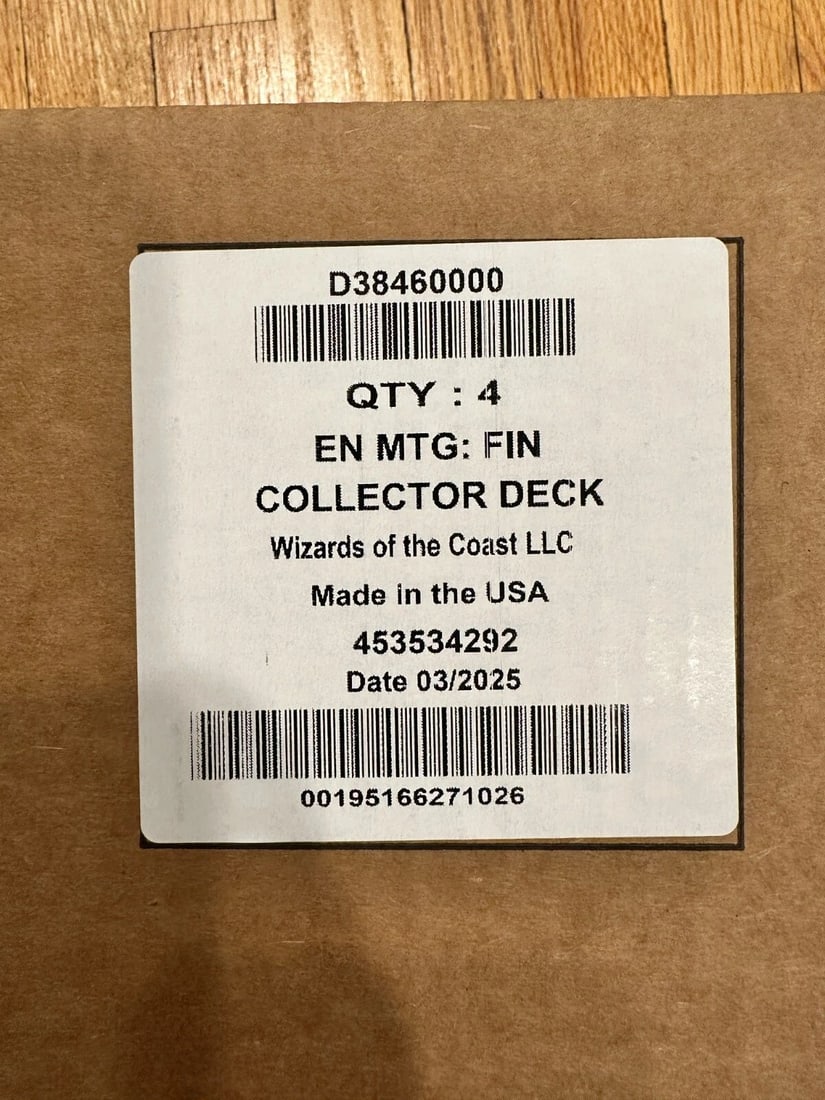 D38460000
QTY : 4
EN MTG: FIN
COLLECTOR DECK
Wizards of the Coast LLC
Made in the USA
453534292
Date 03/2025
00195166271026